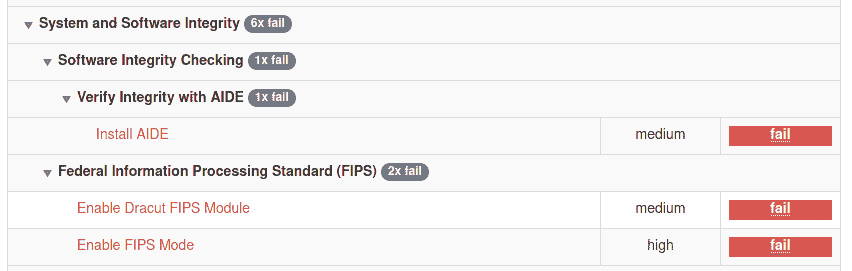 System and Software Integrity 6x fail
Software Integrity Checking 1x fail
Verify Integrity with AIDE 1x fail
Install AIDE medium fail
Federal Information Processing Standard (FIPS) 2x fail
Enable Dracut FIPS Module medium fail
Enable FIPS Mode high fail